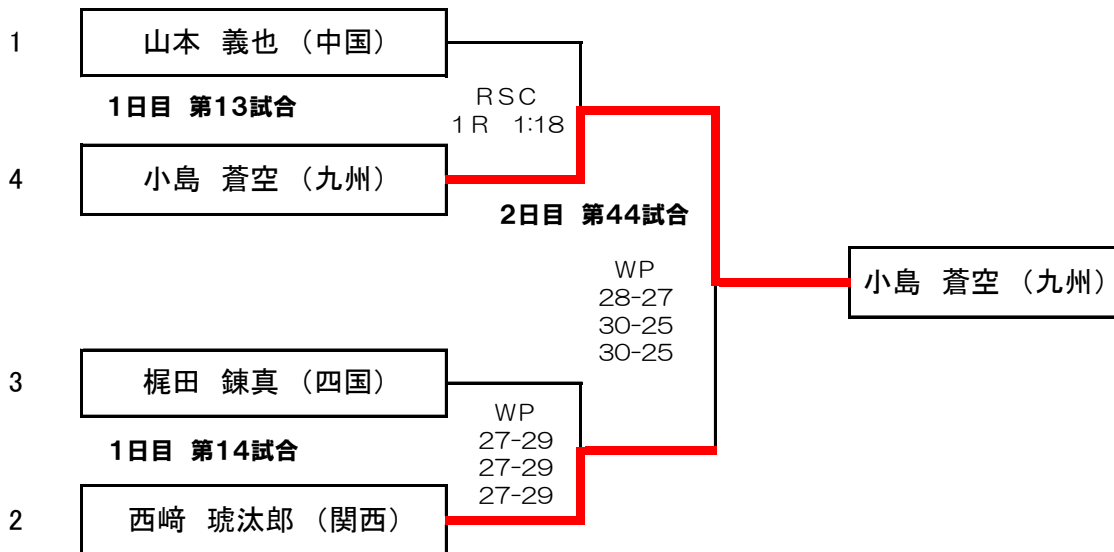 1
山本 義也 (中国)
1日目 第13試合
RSC
1R 1:18
4
小島 蒼空 (九州)
2日目 第44試合
WP
28-27
30-25
30-25
小島 蒼空 (九州)
3
梶田 錬真 (四国)
1日目 第14試合
WP
27-29
27-29
27-29
2
西﨑 琥汰郎 (関西)